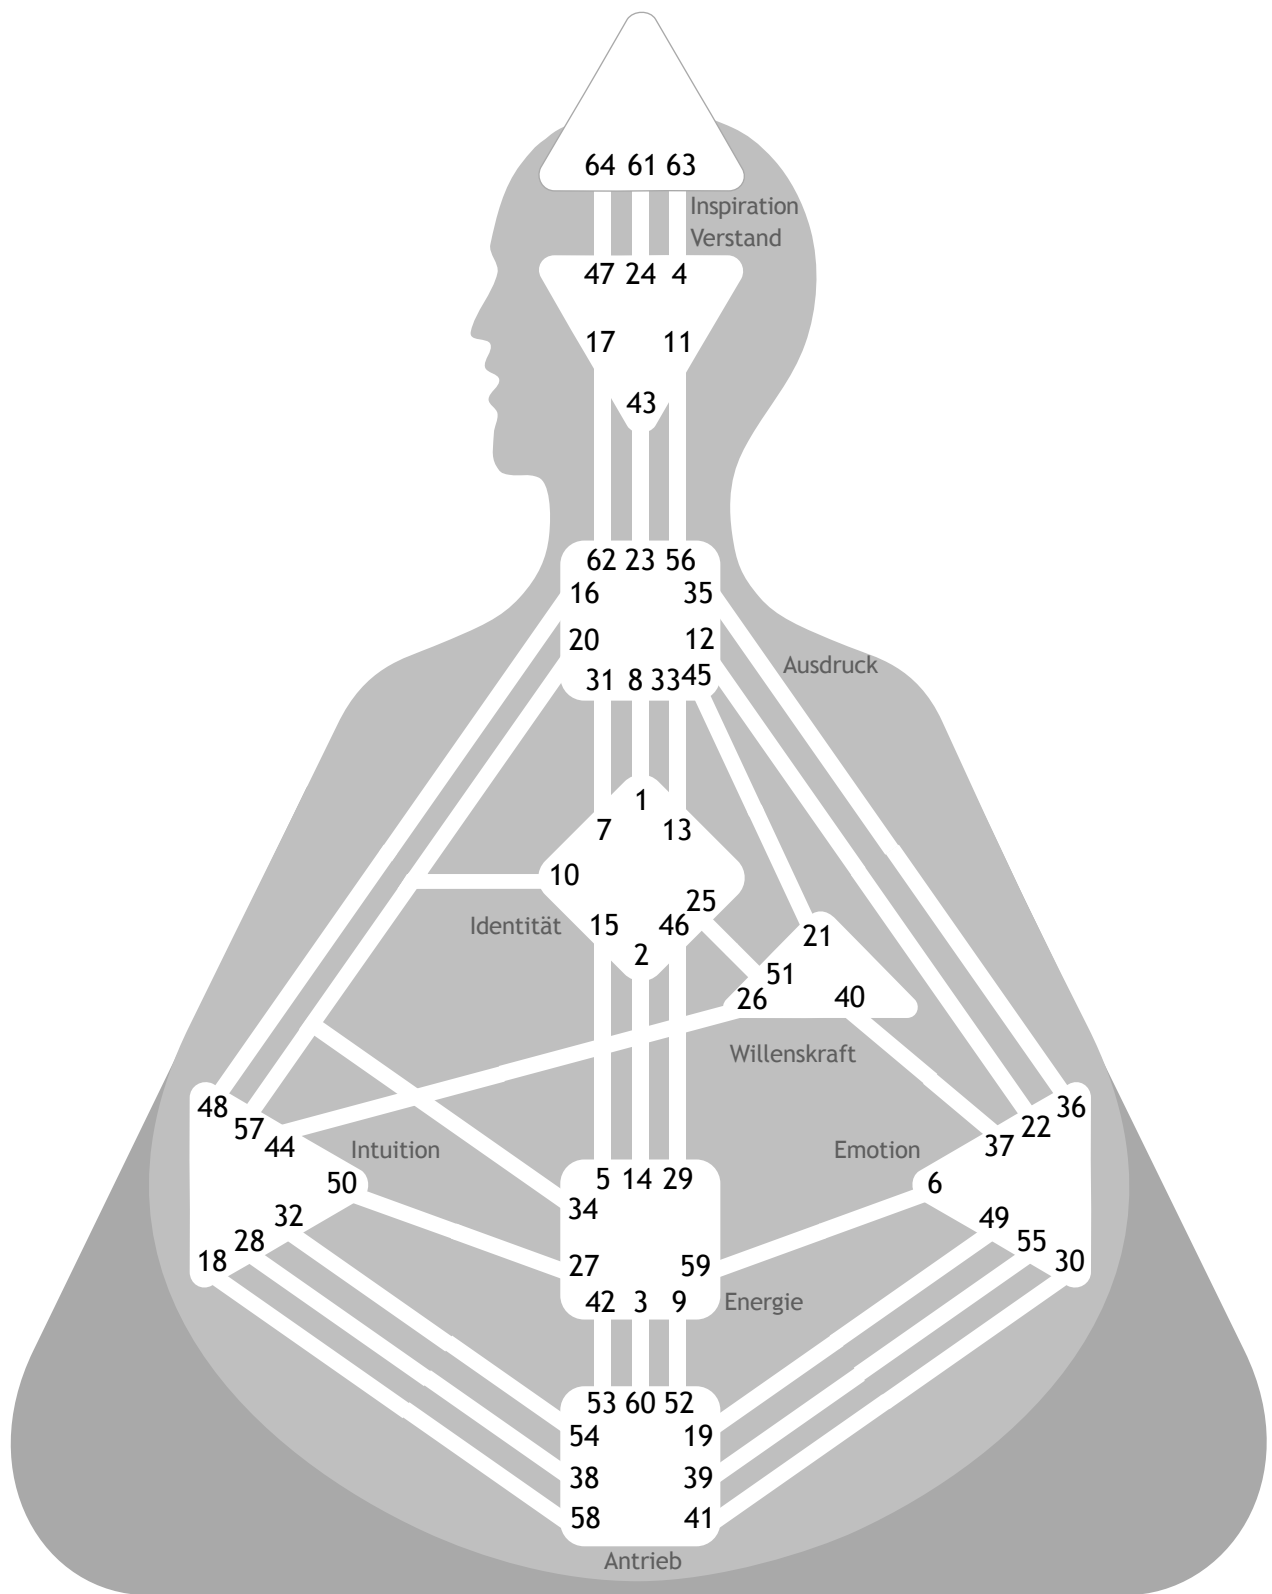 64 61 63
Inspiration
Verstand
47 24 4
17 11
43
62 23 56
16 35
20 12
Ausdruck
31 8 33 45
1
7 13
10
25
Identität 15 46
21
2
51
26 40
Willenskraft
48 36
57 22
44 37
Intuition Emotion
50 5 14 29 6
34
32 49
28 55
18 30
27 59
42 3 9 Energie
53 60 52
54 19
38 39
58 41
Antrieb